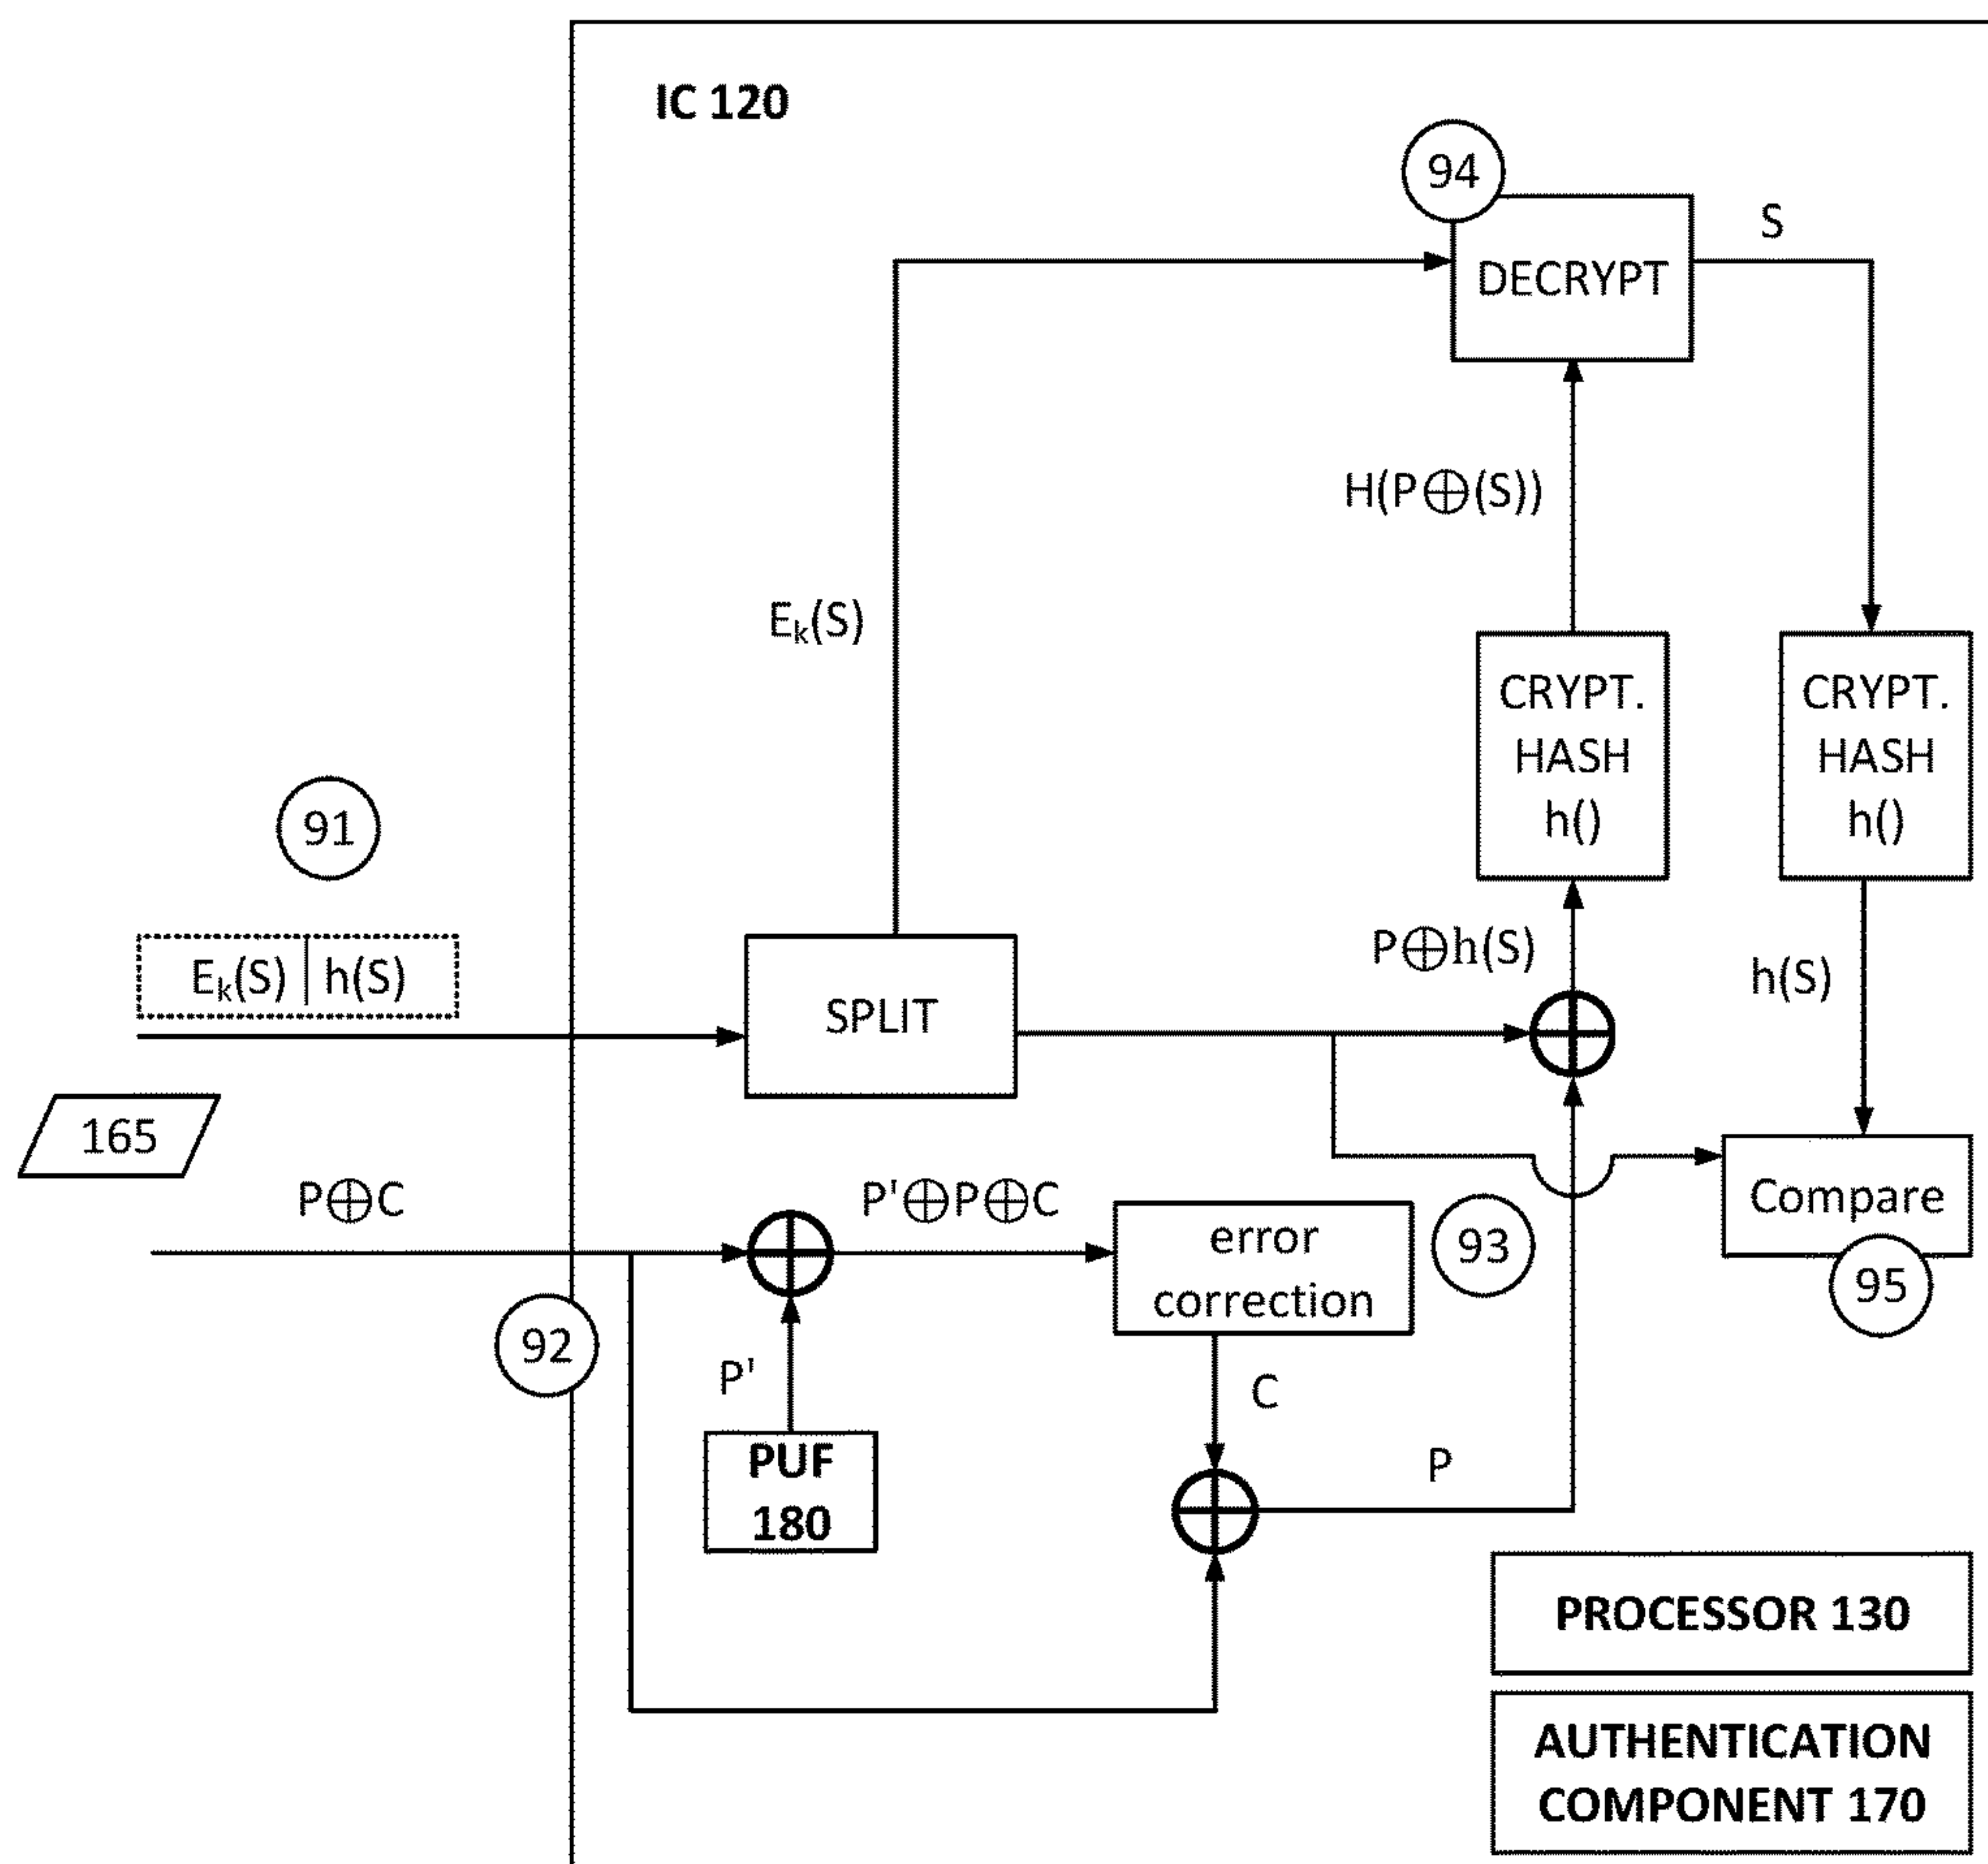 IC 120
94
S
DECRYPT
H(P⊕(S))
Eₖ(S)
CRYPT.
HASH
h()
CRYPT.
HASH
h()
91
Eₖ(S) | h(S)
P⊕h(S)
h(S)
SPLIT
165
P⊕C
P'⊕P⊕C
error
correction
93
Compare
95
92
P'
C
PUF
180
P
PROCESSOR 130
AUTHENTICATION
COMPONENT 170